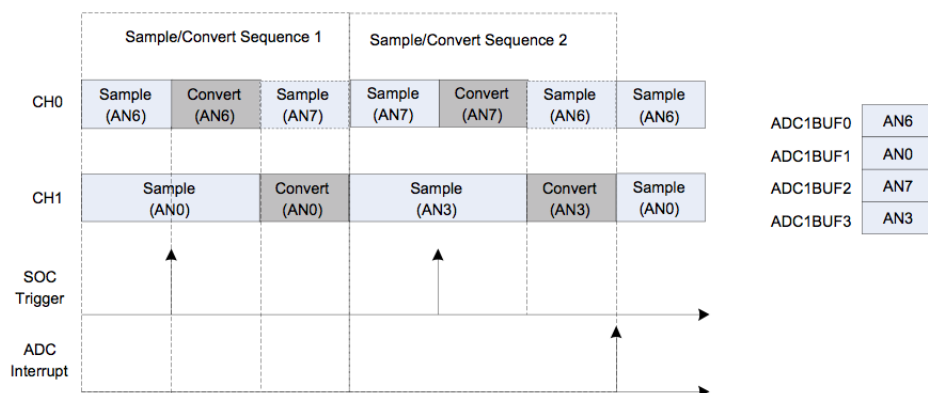 Sample/Convert Sequence 1
Sample/Convert Sequence 2
CH0
Sample
(AN6)
Convert
(AN6)
Sample
(AN7)
Sample
(AN7)
Convert
(AN7)
Sample
(AN6)
Sample
(AN6)
CH1
Sample
(AN0)
Convert
(AN0)
Sample
(AN3)
Convert
(AN3)
Sample
(AN0)
SOC
Trigger
ADC
Interrupt
ADC1BUF0 AN6
ADC1BUF1 AN0
ADC1BUF2 AN7
ADC1BUF3 AN3